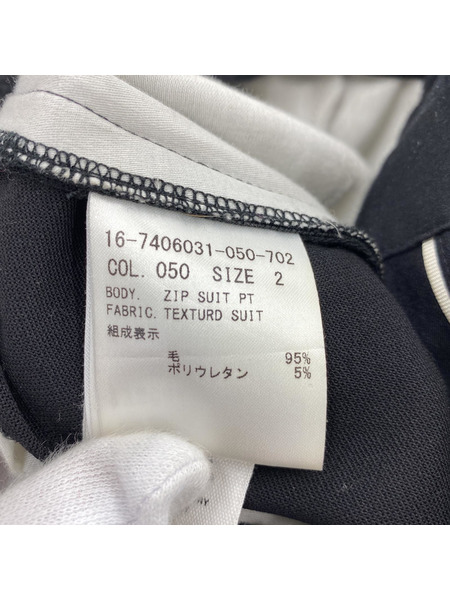 16-7406031-050-702
COL. 050 SIZE 2
BODY. ZIP SUIT PT
FABRIC. TEXTURD SUIT
組成表示
毛 95%
ポリウレタン 5%